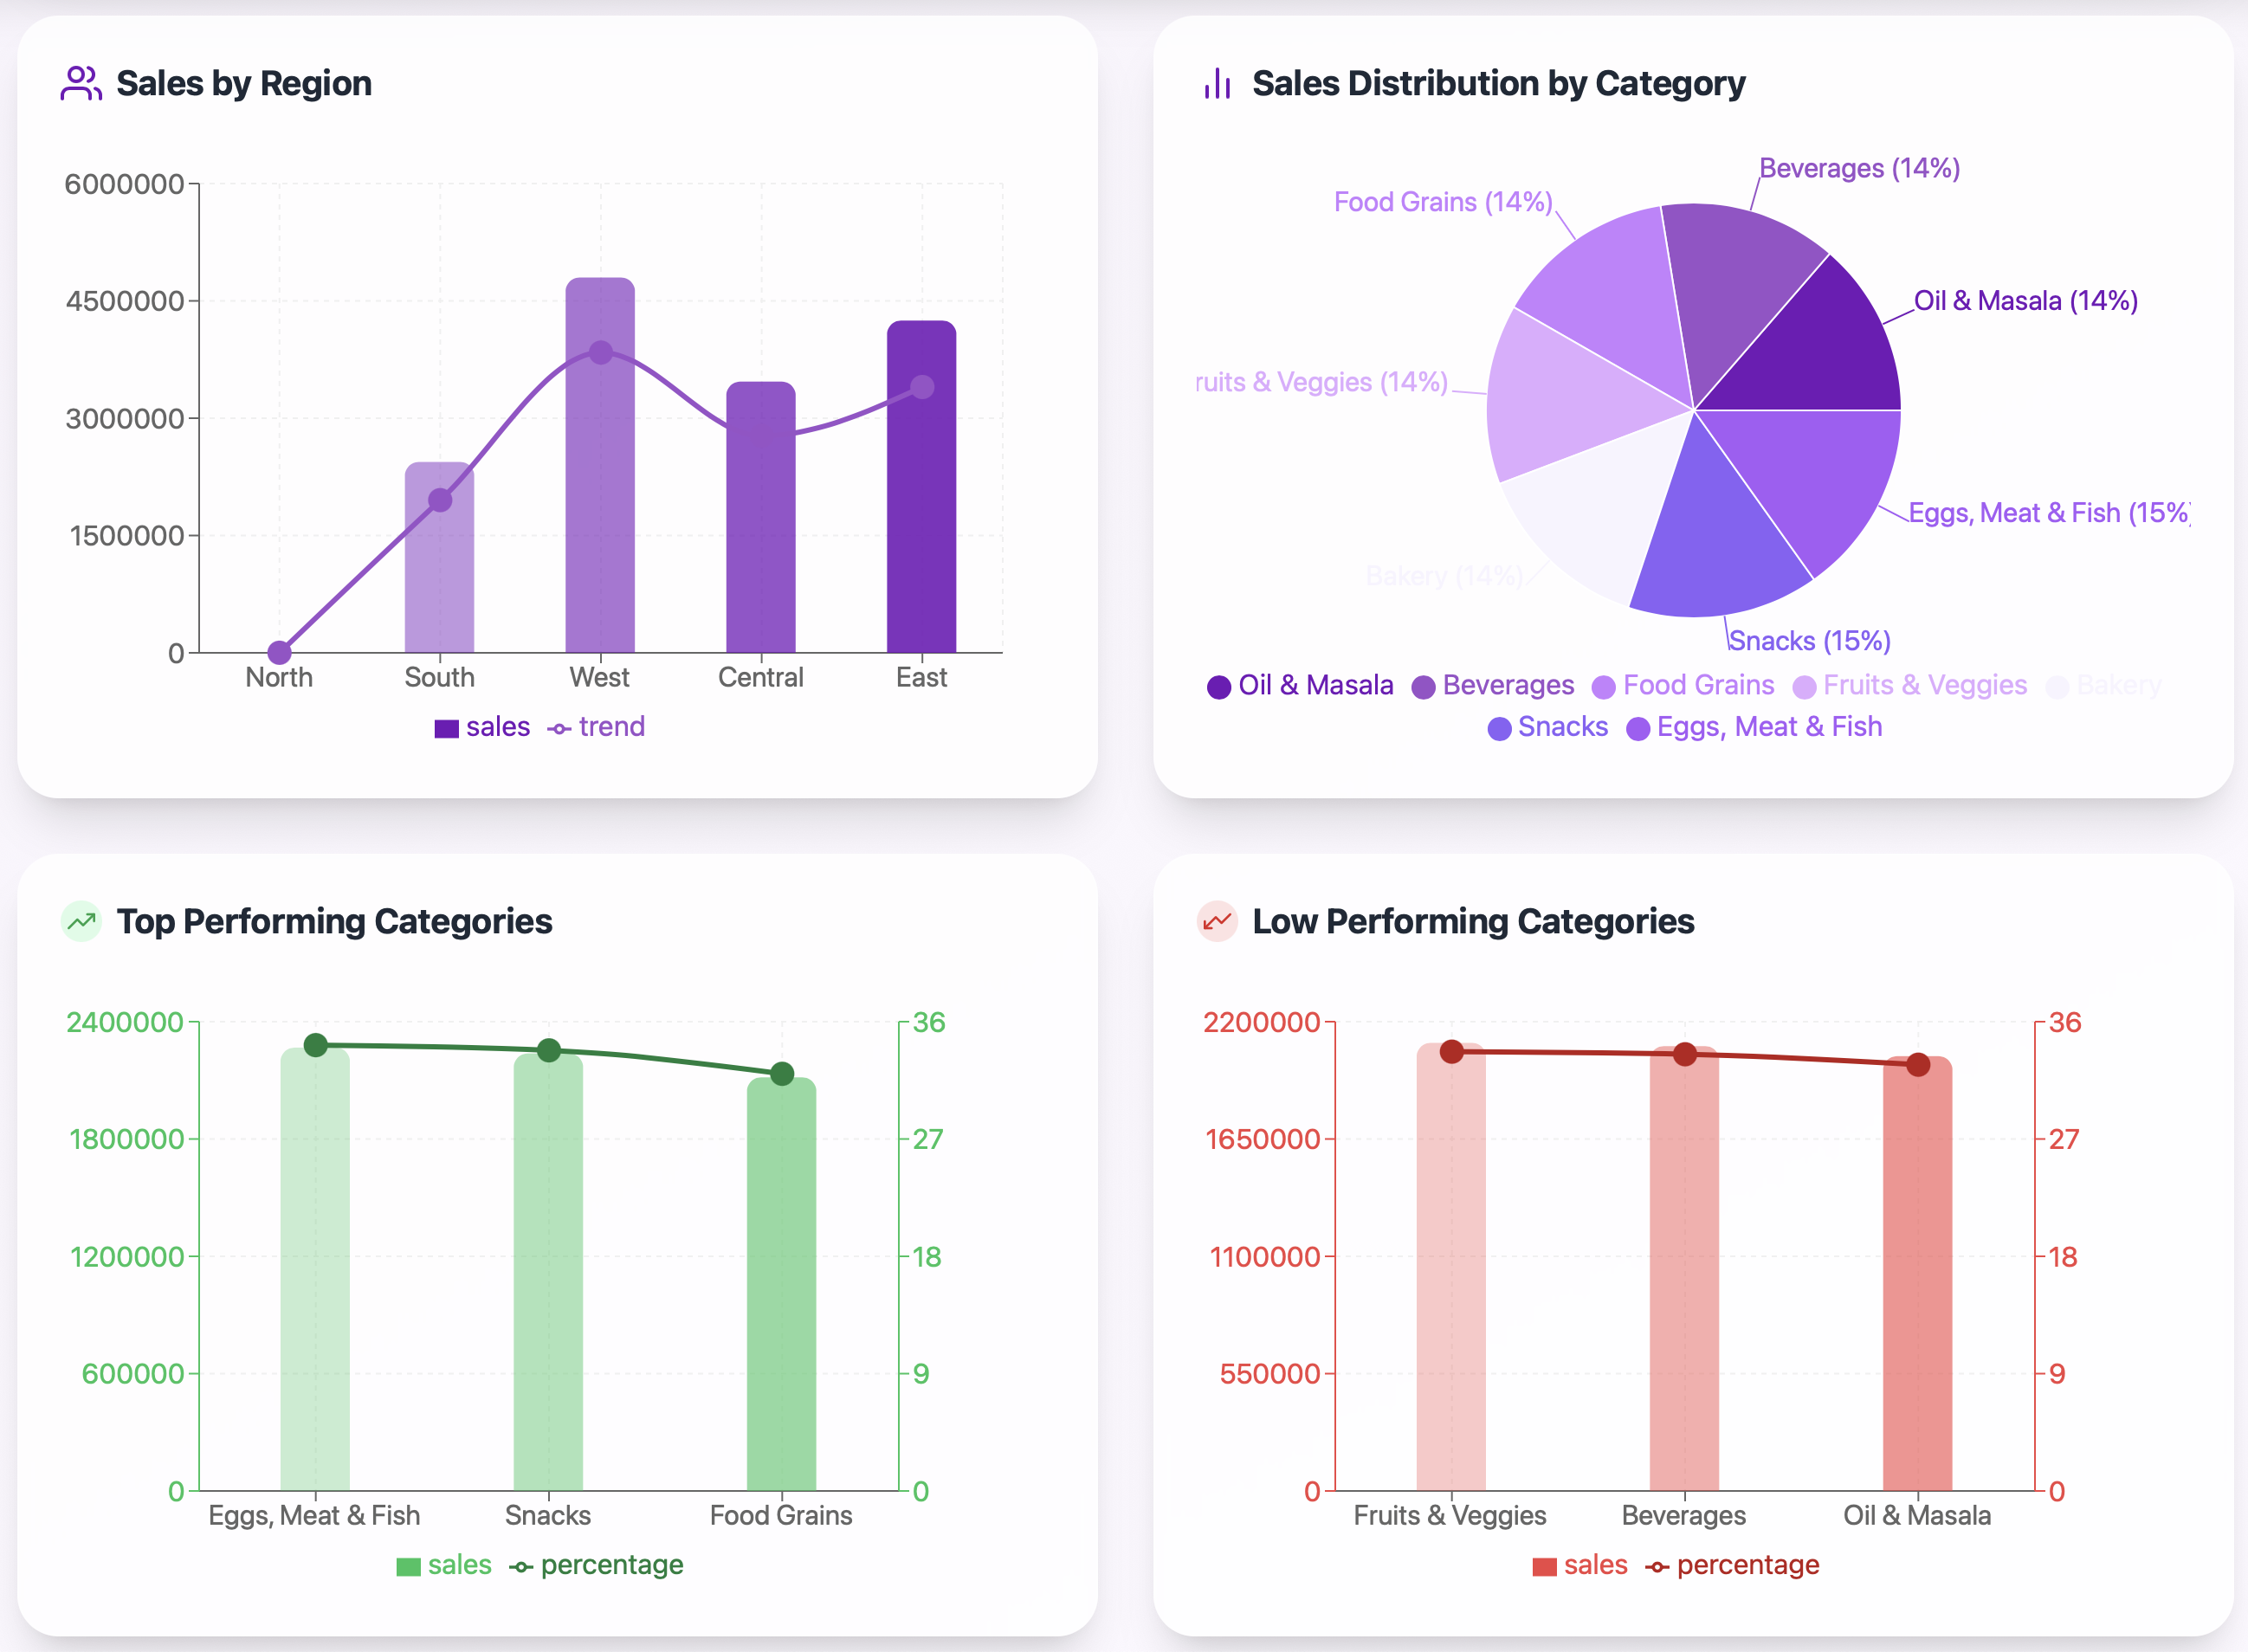 Sales by Region
6000000
4500000
3000000
1500000
0
North South West Central East
sales trend
Sales Distribution by Category
Beverages (14%)
Food Grains (14%)
Oil & Masala (14%)
ruits & Veggies (14%)
Eggs, Meat & Fish (15%)
Bakery (14%)
Snacks (15%)
Oil & Masala Beverages Food Grains Fruits & Veggies Bakery
Snacks Eggs, Meat & Fish
Top Performing Categories
2400000 36
1800000 27
1200000 18
600000 9
0 0
Eggs, Meat & Fish Snacks Food Grains
sales percentage
Low Performing Categories
2200000 36
1650000 27
1100000 18
550000 9
0 0
Fruits & Veggies Beverages Oil & Masala
sales percentage